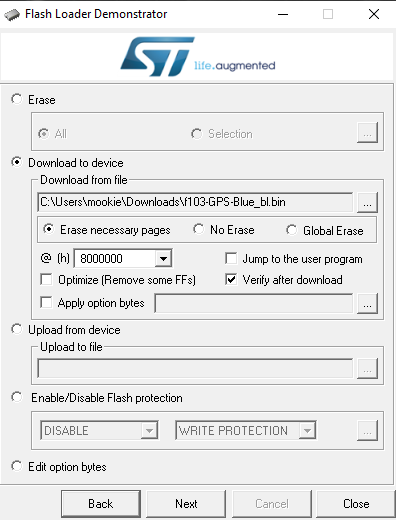 Flash Loader Demonstrator
ST
life.augmented
Erase
All
Selection
...
Download to device
Download from file
C:\Users\mookie\Downloads\f103-GPS-Blue_bl.bin
...
Erase necessary pages
No Erase
Global Erase
@ (h)
8000000
Jump to the user program
Optimize (Remove some FFs)
Verify after download
Apply option bytes
...
Upload from device
Upload to file
...
Enable/Disable Flash protection
DISABLE
WRITE PROTECTION
...
Edit option bytes
Back
Next
Cancel
Close